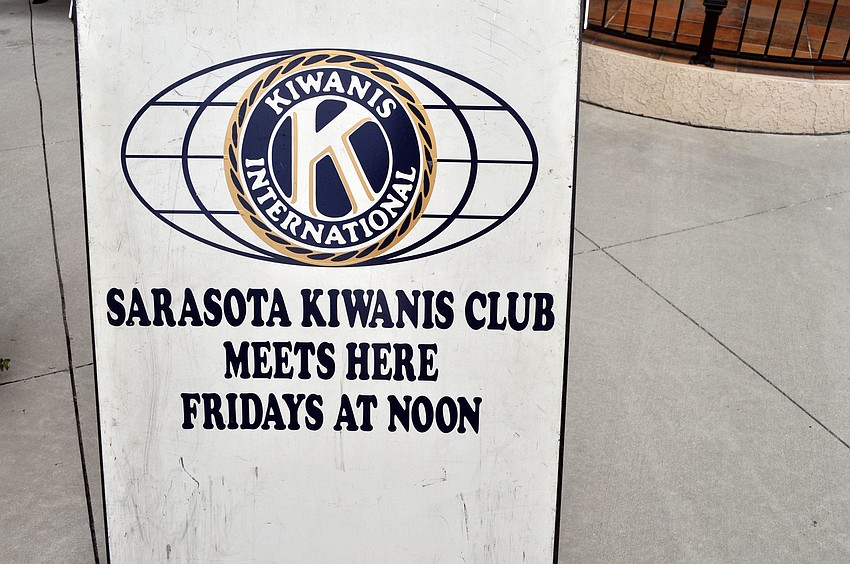 KIWANIS
K
INTERNATIONAL
SARASOTA KIWANIS CLUB
MEETS HERE
FRIDAYS AT NOON